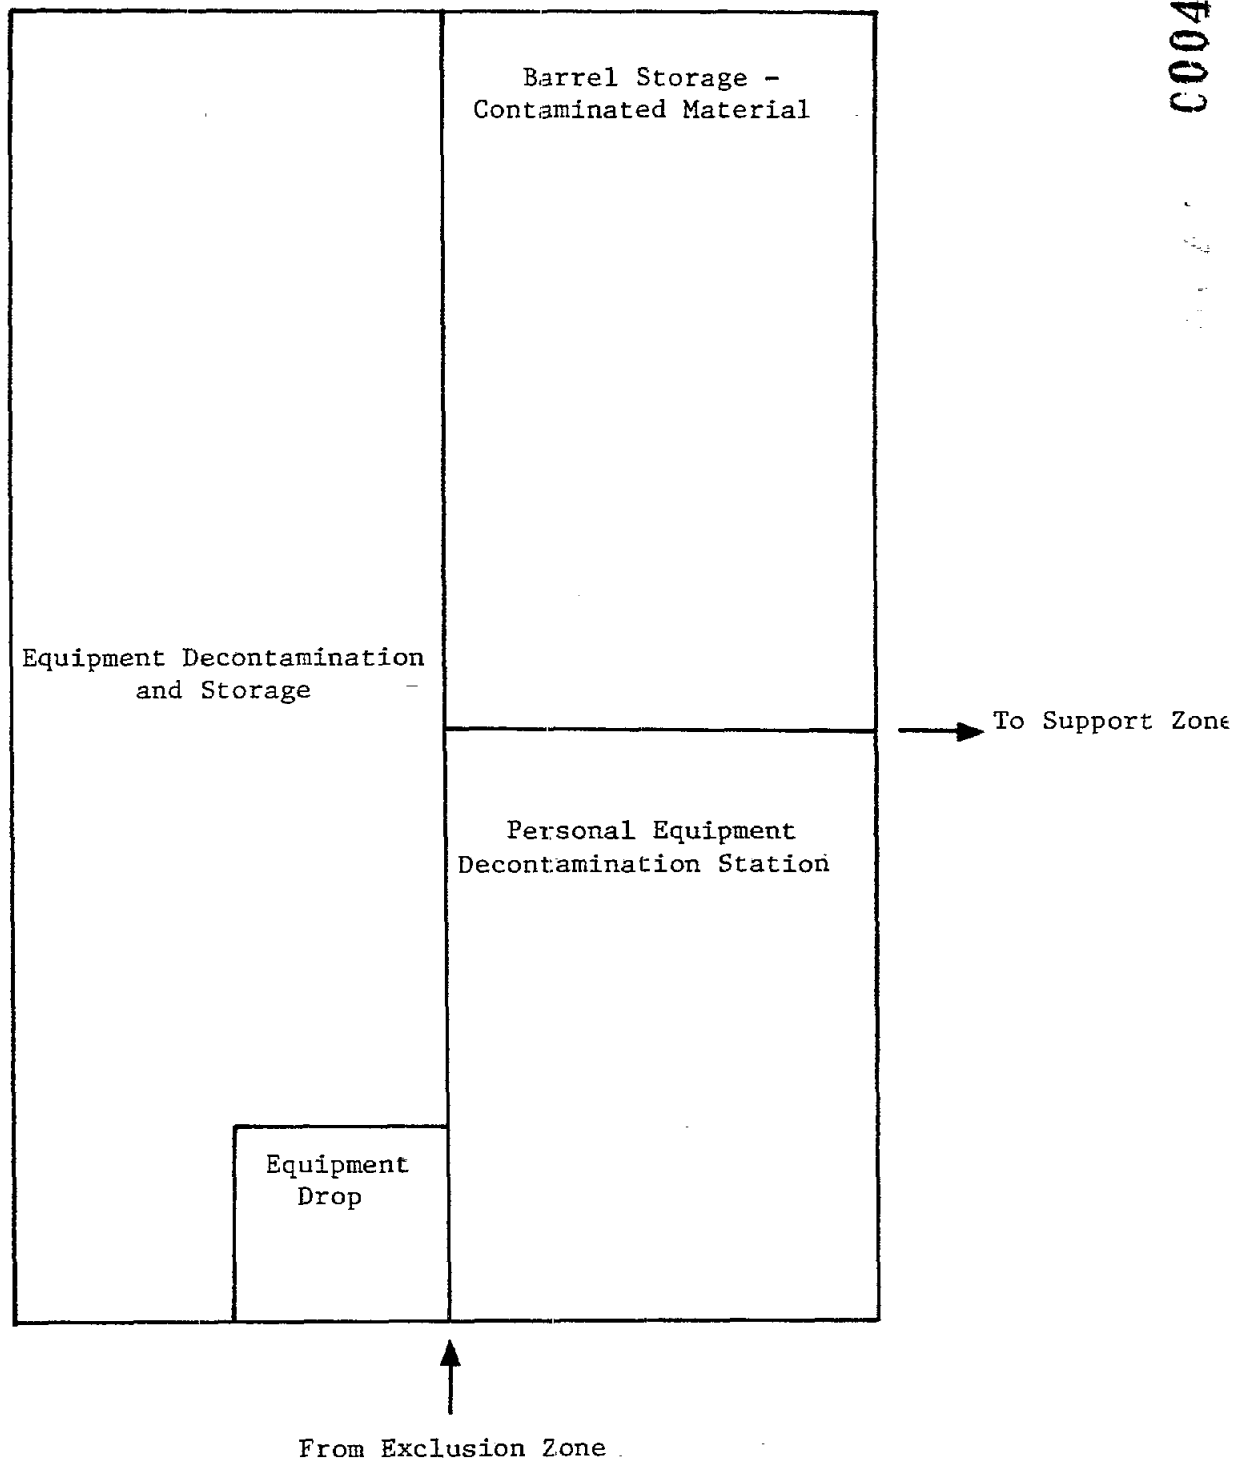 C004
Barrel Storage -
Contaminated Material
Equipment Decontamination
and Storage
To Support Zone
Personal Equipment
Decontamination Station
Equipment
Drop
From Exclusion Zone